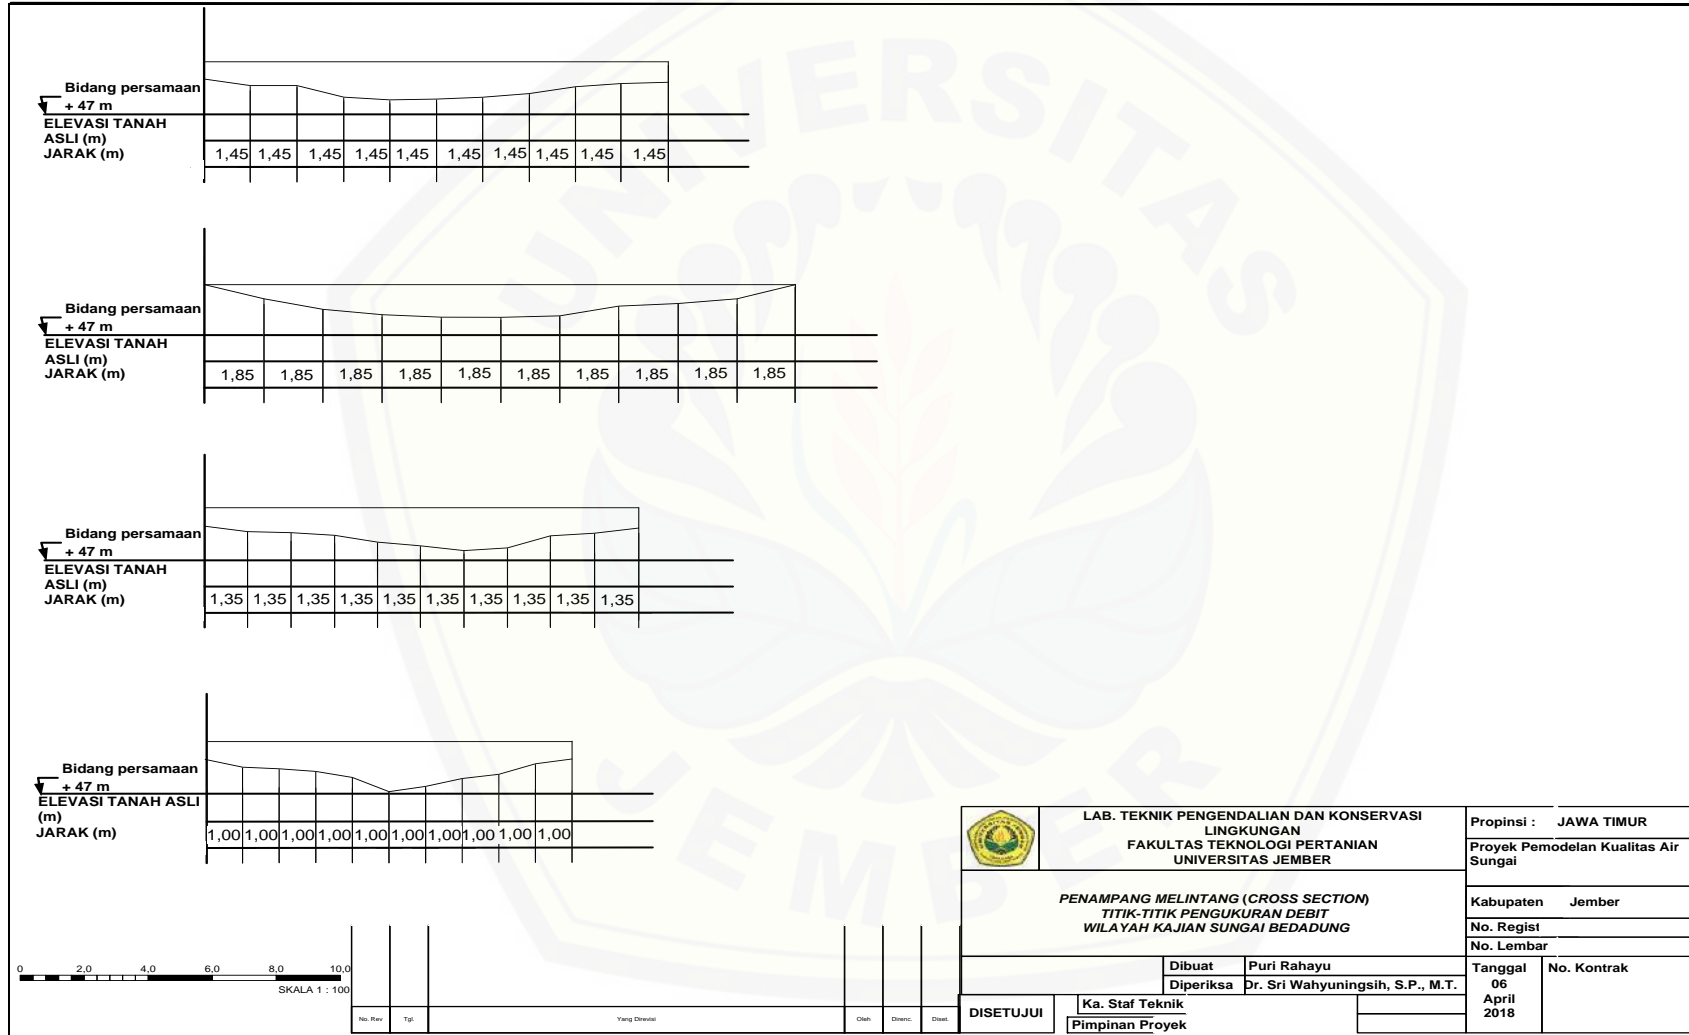 Bidang persamaan
+ 47 m
ELEVASI TANAH
ASLI (m)
JARAK (m)
1,45 1,45 1,45 1,45 1,45 1,45 1,45 1,45 1,45 1,45
Bidang persamaan
+ 47 m
ELEVASI TANAH
ASLI (m)
JARAK (m)
1,85 1,85 1,85 1,85 1,85 1,85 1,85 1,85 1,85 1,85
Bidang persamaan
+ 47 m
ELEVASI TANAH
ASLI (m)
JARAK (m)
1,35 1,35 1,35 1,35 1,35 1,35 1,35 1,35 1,35 1,35
Bidang persamaan
+ 47 m
ELEVASI TANAH ASLI
(m)
JARAK (m)
1,00 1,00 1,00 1,00 1,00 1,00 1,00 1,00 1,00 1,00
UNIVERSITAS
JEMBER
0 2,0 4,0 6,0 8,0 10,0
SKALA 1 : 100
No. Rev Tgl. Yang Direvisi Oleh Direnc. Diset.
LAB. TEKNIK PENGENDALIAN DAN KONSERVASI
LINGKUNGAN
FAKULTAS TEKNOLOGI PERTANIAN
UNIVERSITAS JEMBER
PENAMPANG MELINTANG (CROSS SECTION)
TITIK-TITIK PENGUKURAN DEBIT
WILAYAH KAJIAN SUNGAI BEDADUNG
Dibuat Puri Rahayu
Diperiksa Dr. Sri Wahyuningsih, S.P., M.T.
DISETUJUI
Ka. Staf Teknik
Pimpinan Proyek
Propinsi : JAWA TIMUR
Proyek Pemodelan Kualitas Air
Sungai
Kabupaten Jember
No. Regist
No. Lembar
Tanggal
06
April
2018
No. Kontrak